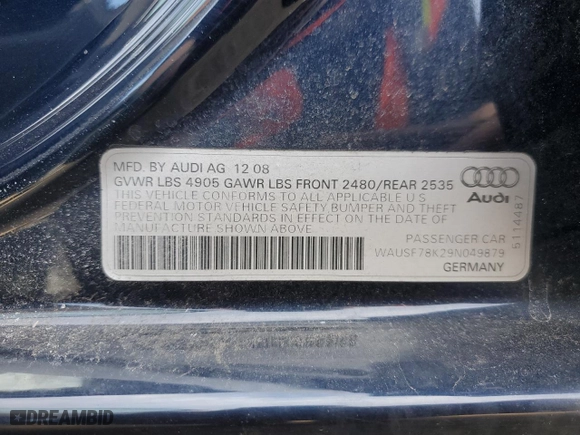 MFD. BY AUDI AG 12 08
GVWR LBS 4905 GAWR LBS FRONT 2480/REAR 2535
THIS VEHICLE CONFORMS TO ALL APPLICABLE U S
FEDERAL MOTOR VEHICLE SAFETY, BUMPER AND THEFT
PREVENTION STANDARDS IN EFFECT ON THE DATE OF
MANUFACTURE SHOWN ABOVE.
Audi
5114487
PASSENGER CAR
WAUSF78K29N049879
GERMANY
DREAMBID